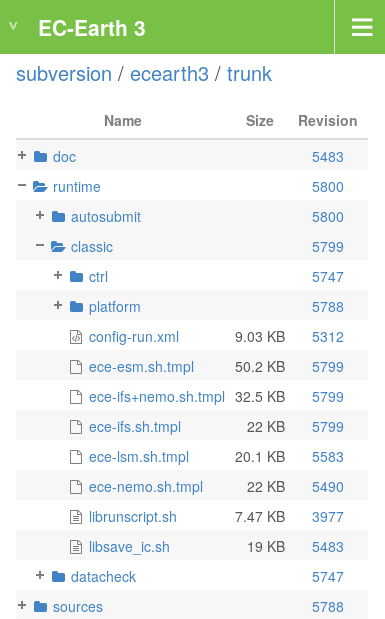 EC-Earth 3
subversion / ecearth3 / trunk
Name Size Revision
doc 5483
runtime 5800
autosubmit 5800
classic 5799
ctrl 5747
platform 5788
config-run.xml 9.03 KB 5312
ece-esm.sh.tmpl 50.2 KB 5799
ece-ifs+nemo.sh.tmpl 32.5 KB 5799
ece-ifs.sh.tmpl 22 KB 5799
ece-lsm.sh.tmpl 20.1 KB 5583
ece-nemo.sh.tmpl 22 KB 5490
librunscript.sh 7.47 KB 3977
libsave_ic.sh 19 KB 5483
datacheck 5747
sources 5788